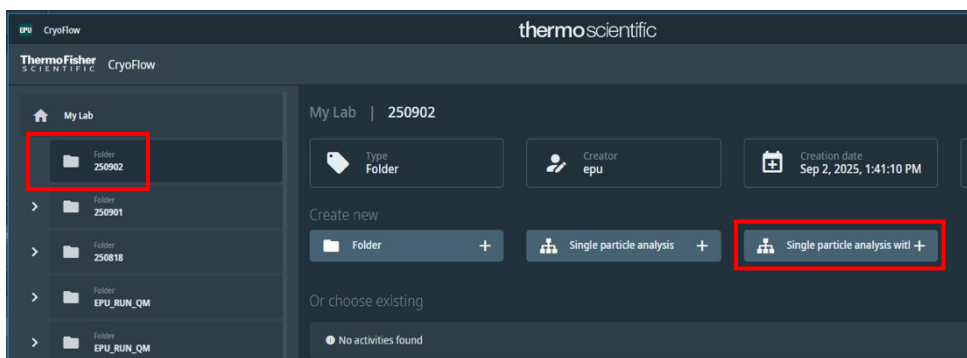 EPU CryoFlow
thermo scientific
ThermoFisher
SCIENTIFIC
CryoFlow
My Lab
Folder
250902
Folder
250901
Folder
250818
Folder
EPU_RUN_QM
Folder
EPU_RUN_QM
My Lab | 250902
Type
Folder
Creator
epu
Creation date
Sep 2, 2025, 1:41:10 PM
Create new
Folder +
Single particle analysis +
Single particle analysis witl +
Or choose existing
No activities found